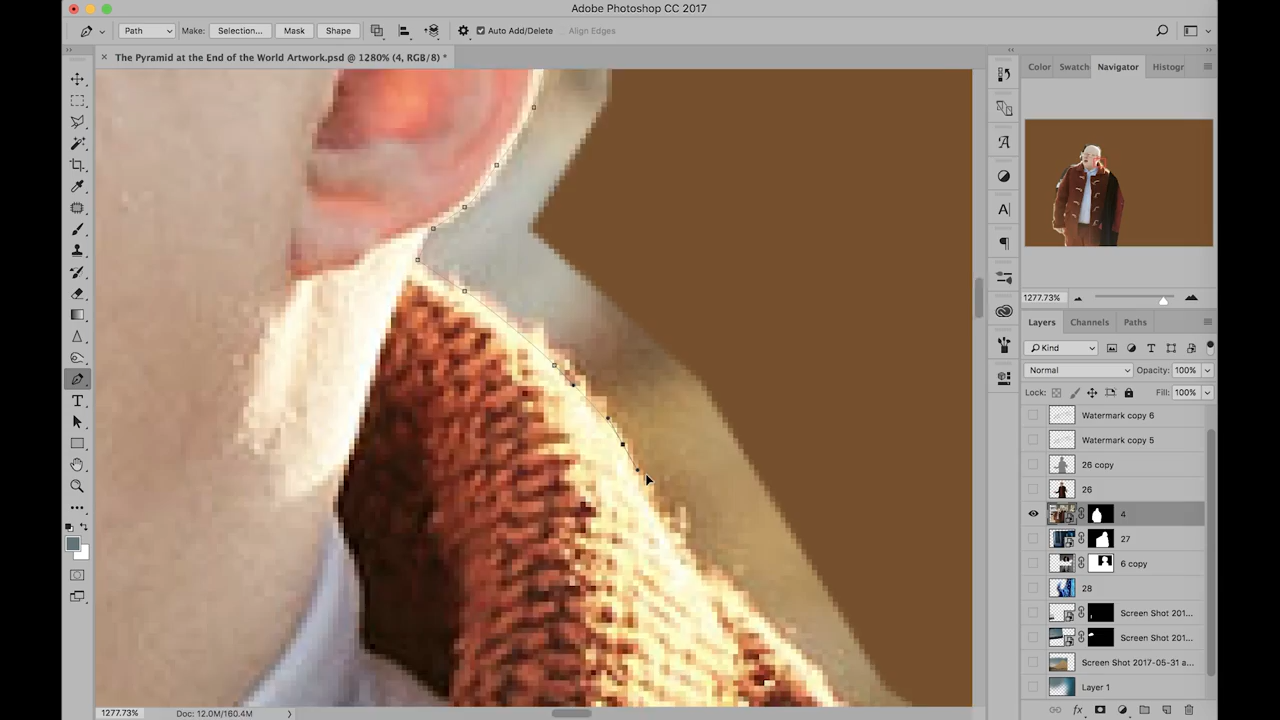 Adobe Photoshop CC 2017
Path Make: Selection... Mask Shape Auto Add/Delete Align Edges
The Pyramid at the End of the World Artwork.psd @ 1280% (4, RGB/8) *
Color Swatch Navigator Histogr
1277.73%
Layers Channels Paths
Kind
Normal Opacity: 100%
Lock: Fill: 100%
Watermark copy 6
Watermark copy 5
26 copy
26
4
27
6 copy
28
Screen Shot 201...
Screen Shot 201...
Screen Shot 2017-05-31 a...
Layer 1
1277.73% Doc: 12.0M/160.4M